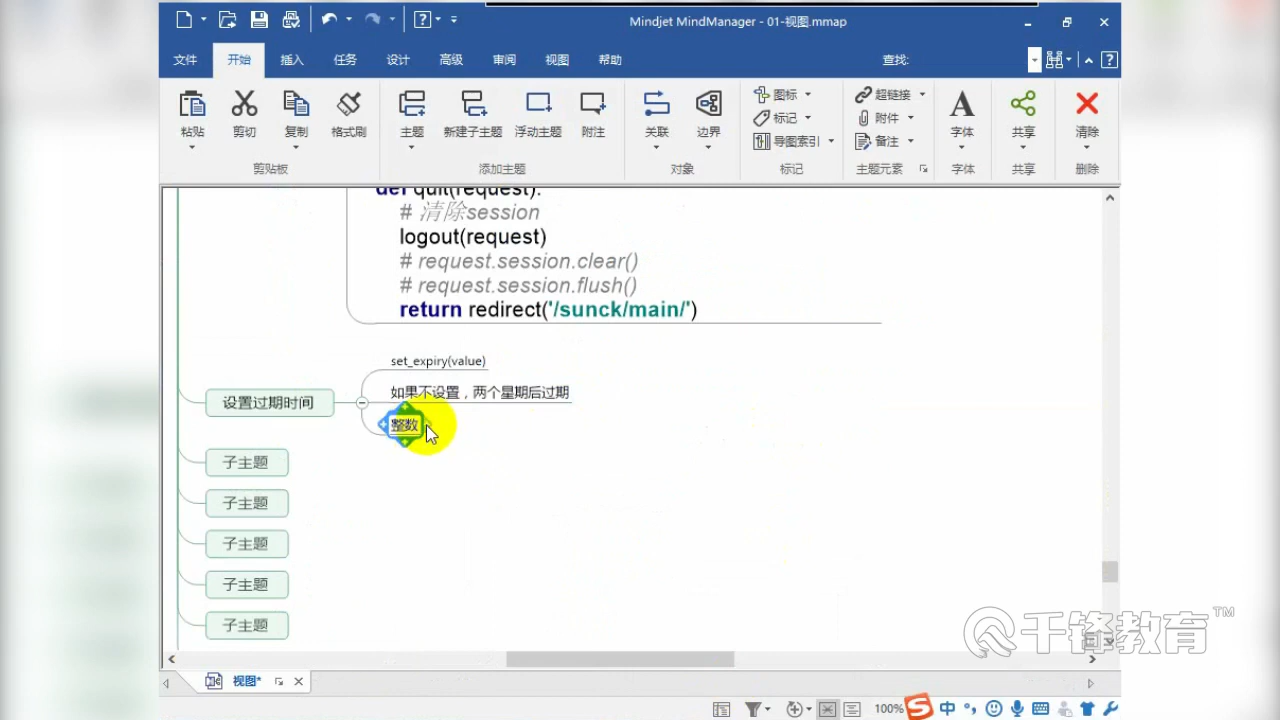 Mindjet MindManager - 01-视图.mmap
文件 开始 插入 任务 设计 高级 审阅 视图 帮助 查找:
粘贴 剪切 复制 格式刷 主题 新建子主题 浮动主题 附注 关联 边界 图标 标记 导图索引 超链接 附件 备注 字体 共享 清除
剪贴板 添加主题 对象 标记 主题元素 字体 共享 删除
def quit(request):
# 清除session
logout(request)
# request.session.clear()
# request.session.flush()
return redirect('/sunck/main/')
set_expiry(value)
如果不设置，两个星期后过期
设置过期时间
整数
子主题
子主题
子主题
子主题
子主题
千锋教育™
视图*
100% 中